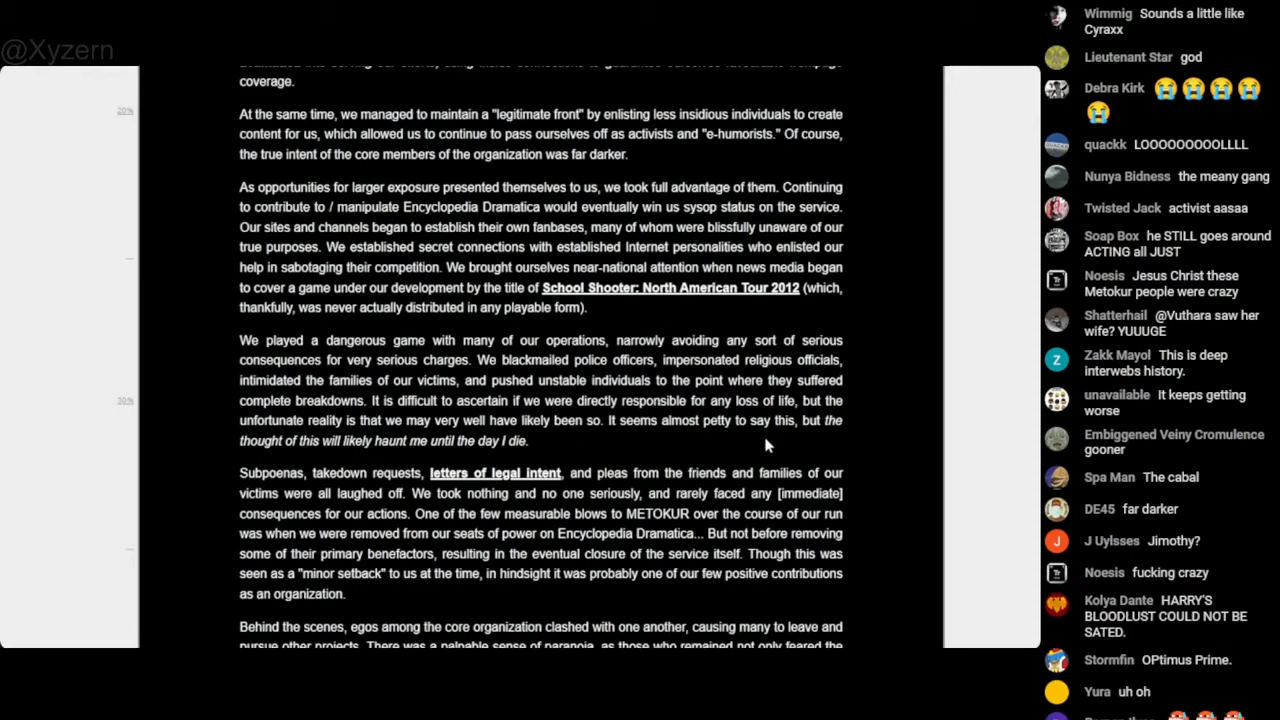 @Xyzern
coverage.
At the same time, we managed to maintain a "legitimate front" by enlisting less insidious individuals to create
content for us, which allowed us to continue to pass ourselves off as activists and "e-humorists." Of course,
the true intent of the core members of the organization was far darker.
As opportunities for larger exposure presented themselves to us, we took full advantage of them. Continuing
to contribute to / manipulate Encyclopedia Dramatica would eventually win us sysop status on the service.
Our sites and channels began to establish their own fanbases, many of whom were blissfully unaware of our
true purposes. We established secret connections with established Internet personalities who enlisted our
help in sabotaging their competition. We brought ourselves near-national attention when news media began
to cover a game under our development by the title of School Shooter: North American Tour 2012 (which,
thankfully, was never actually distributed in any playable form).
We played a dangerous game with many of our operations, narrowly avoiding any sort of serious
consequences for very serious charges. We blackmailed police officers, impersonated religious officials,
intimidated the families of our victims, and pushed unstable individuals to the point where they suffered
complete breakdowns. It is difficult to ascertain if we were directly responsible for any loss of life, but the
unfortunate reality is that we may very well have likely been so. It seems almost petty to say this, but the
thought of this will likely haunt me until the day I die.
Subpoenas, takedown requests, letters of legal intent, and pleas from the friends and families of our
victims were all laughed off. We took nothing and no one seriously, and rarely faced any [immediate]
consequences for our actions. One of the few measurable blows to METOKUR over the course of our run
was when we were removed from our seats of power on Encyclopedia Dramatica... But not before removing
some of their primary benefactors, resulting in the eventual closure of the service itself. Though this was
seen as a "minor setback" to us at the time, in hindsight it was probably one of our few positive contributions
as an organization.
Behind the scenes, egos among the core organization clashed with one another, causing many to leave and
pursue other projects. There was a palpable sense of paranoia, as those who remained not only feared the
20%
20%
Wimmig Sounds a little like
Cyraxx
Lieutenant Star god
Debra Kirk 😭😭😭😭
😭
quackk LOOOOOOOOOLLLL
Nunya Bidness the meany gang
Twisted Jack activist aasaa
Soap Box he STILL goes around
ACTING all JUST
Noesis Jesus Christ these
Metokur people were crazy
Shatterhail @Vuthara saw her
wife? YUUUGE
Zakk Mayol This is deep
interwebs history.
unavailable It keeps getting
worse
Embiggened Veiny Cromulence
gooner
Spa Man The cabal
DE45 far darker
J Uylsses Jimothy?
Noesis fucking crazy
Kolya Dante HARRY'S
BLOODLUST COULD NOT BE
SATED.
Stormfin OPtimus Prime.
Yura uh oh